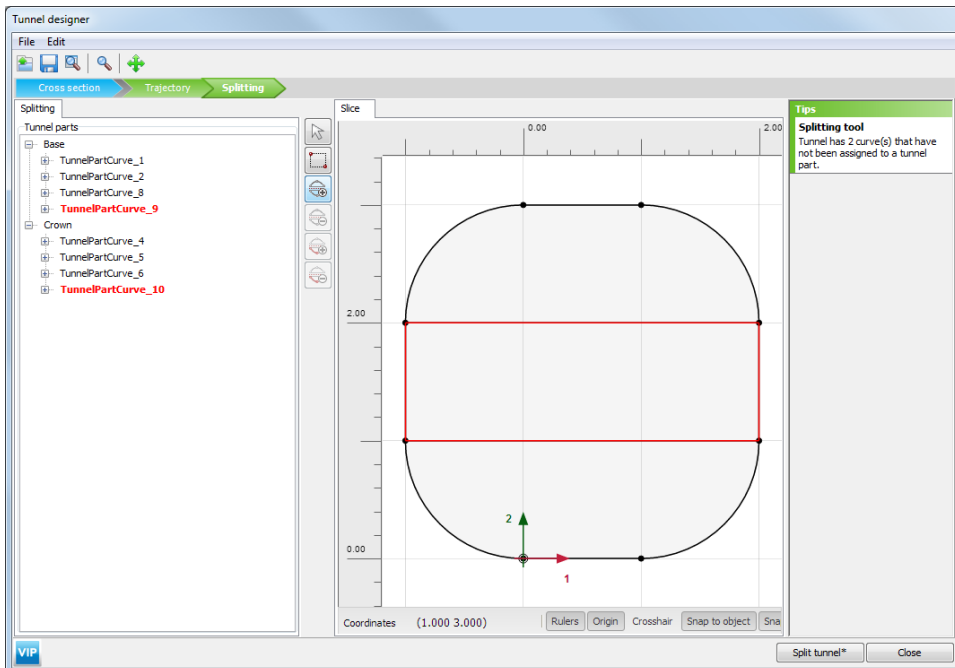 Tunnel designer
File Edit
Cross section Trajectory Splitting
Splitting
Tunnel parts
Base
TunnelPartCurve_1
TunnelPartCurve_2
TunnelPartCurve_8
TunnelPartCurve_9
Crown
TunnelPartCurve_4
TunnelPartCurve_5
TunnelPartCurve_6
TunnelPartCurve_10
Slice
0.00 2.00
2.00
0.00
2
1
Coordinates (1.000 3.000) Rulers Origin Crosshair Snap to object Sna
Tips
Splitting tool
Tunnel has 2 curve(s) that have
not been assigned to a tunnel
part.
VIP
Split tunnel* Close